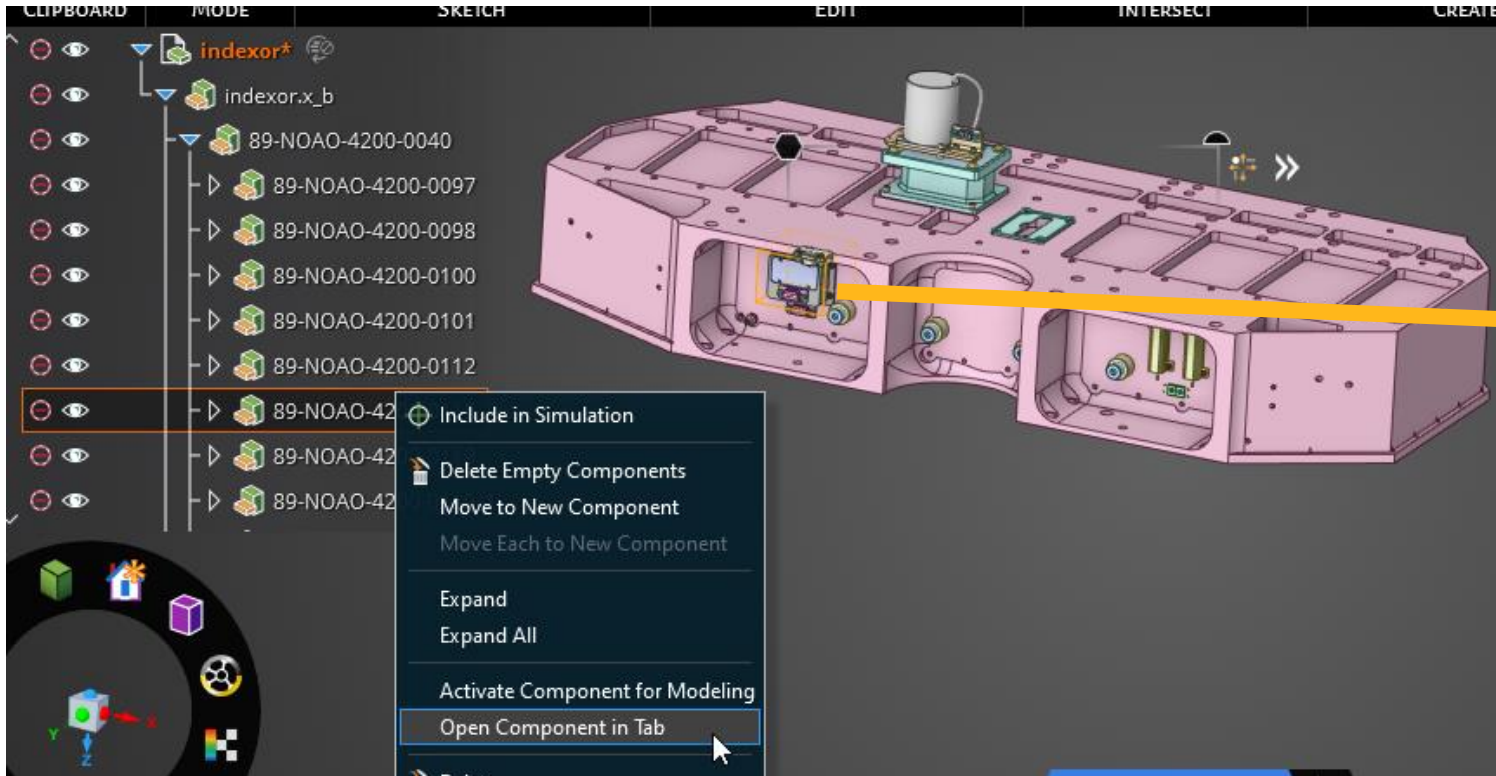 CLIPBOARD MODE SKETCH EDIT INTERSECT CREATE
indexor*
indexor.x_b
89-NOAO-4200-0040
89-NOAO-4200-0097
89-NOAO-4200-0098
89-NOAO-4200-0100
89-NOAO-4200-0101
89-NOAO-4200-0112
89-NOAO-42
89-NOAO-42
89-NOAO-42
Include in Simulation
Delete Empty Components
Move to New Component
Move Each to New Component
Expand
Expand All
Activate Component for Modeling
Open Component in Tab
X
Y
Z